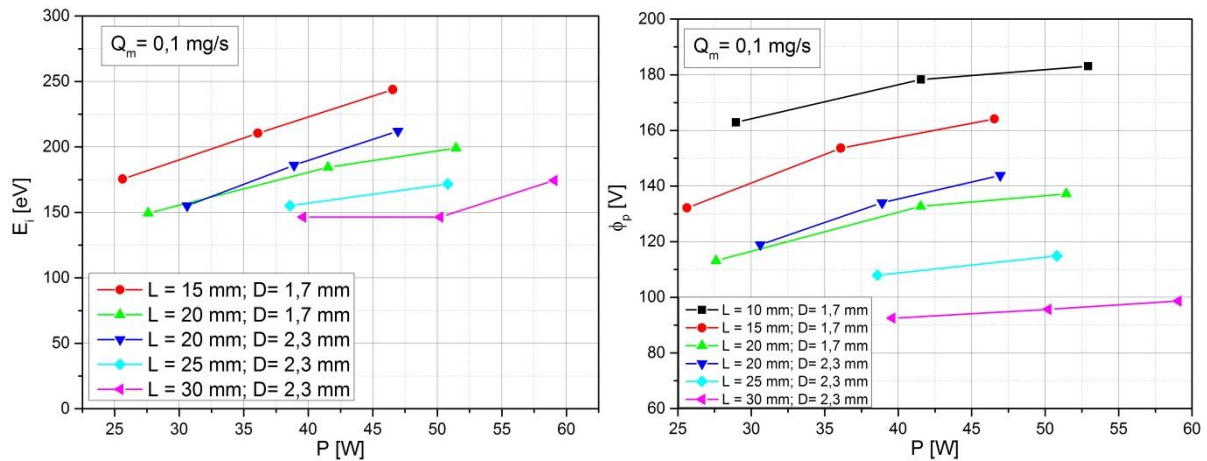 300
250
200
150
100
50
0
E_i [eV]
Q_m= 0,1 mg/s
L = 15 mm; D= 1,7 mm
L = 20 mm; D= 1,7 mm
L = 20 mm; D= 2,3 mm
L = 25 mm; D= 2,3 mm
L = 30 mm; D= 2,3 mm
25 30 35 40 45 50 55 60
P [W]
200
180
160
140
120
100
80
60
ϕ_p [V]
Q_m= 0,1 mg/s
L = 10 mm; D= 1,7 mm
L = 15 mm; D= 1,7 mm
L = 20 mm; D= 1,7 mm
L = 20 mm; D= 2,3 mm
L = 25 mm; D= 2,3 mm
L = 30 mm; D= 2,3 mm
25 30 35 40 45 50 55 60
P [W]